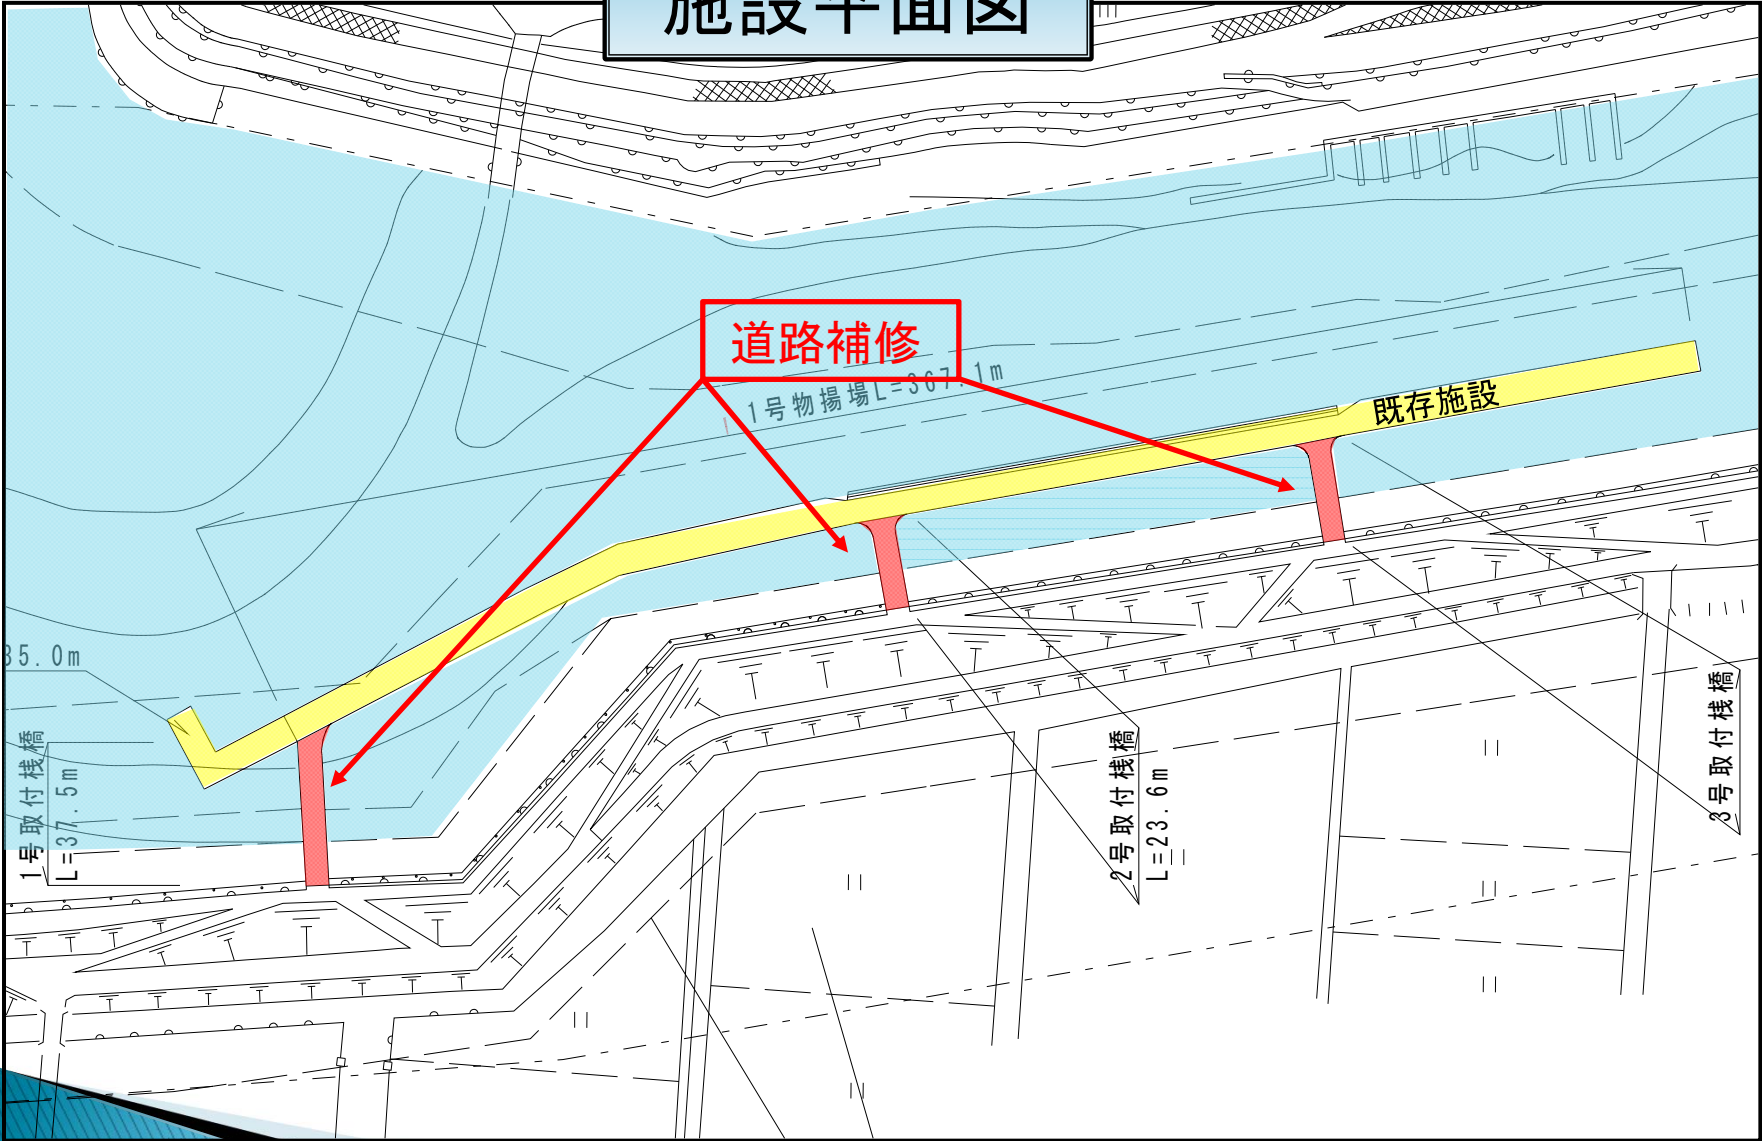 施設平面図
道路補修
1号物揚場L=367.1m
既存施設
35.0m
1号取付桟橋
L=37.5m
2号取付桟橋
L=23.6m
3号取付桟橋